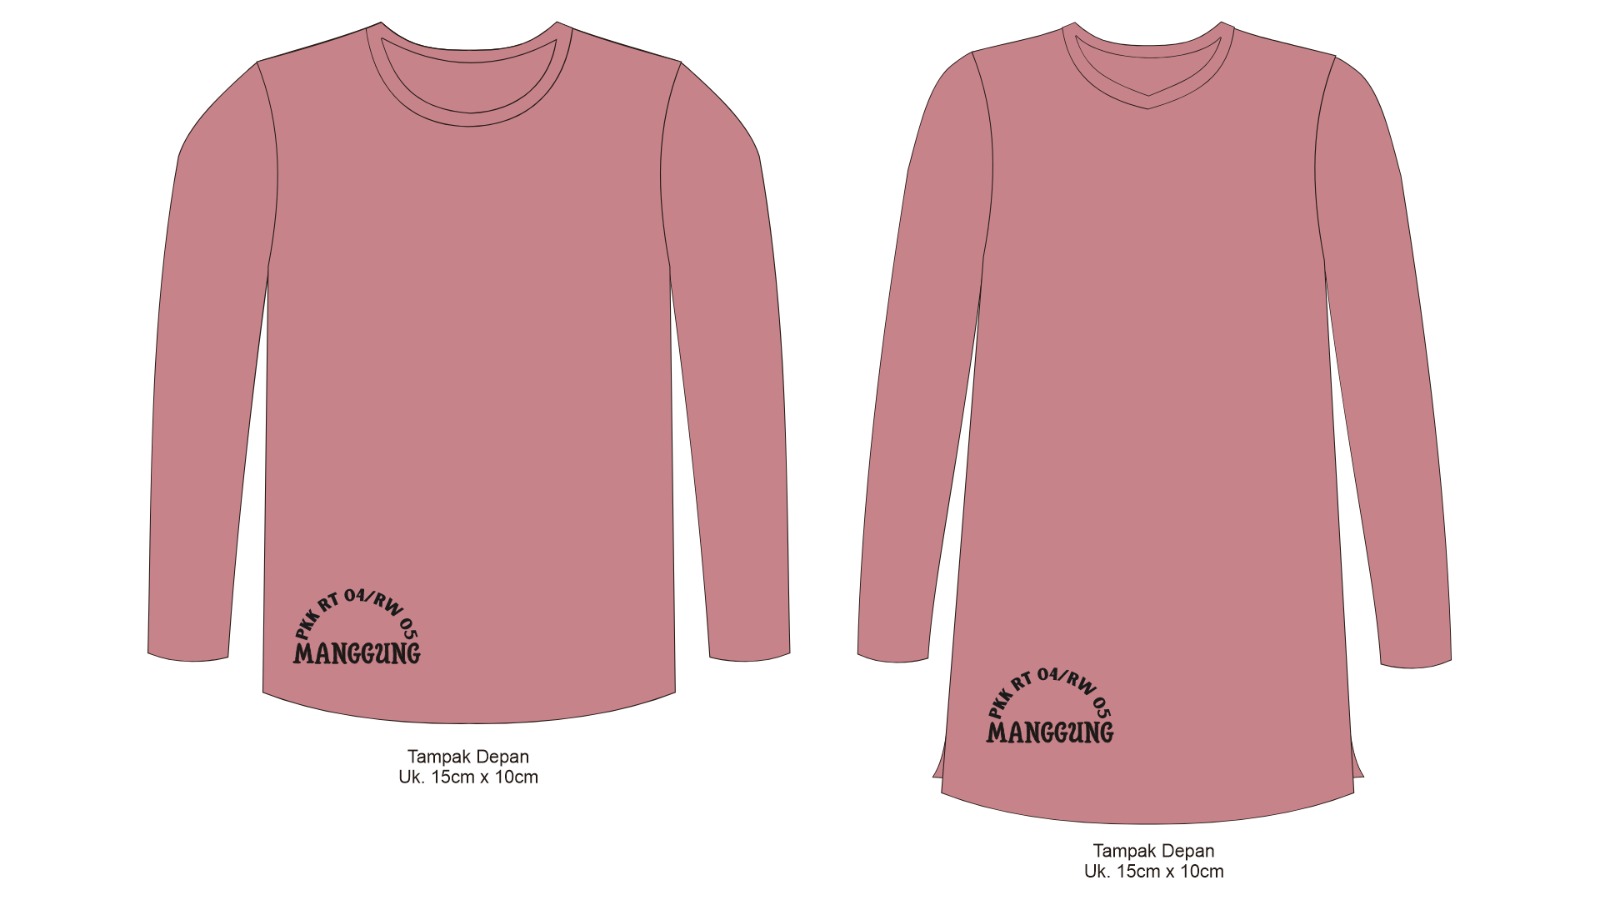 PKK RT 04/RW 05
MANGGUNG
Tampak Depan
Uk. 15cm x 10cm
PKK RT 04/RW 05
MANGGUNG
Tampak Depan
Uk. 15cm x 10cm